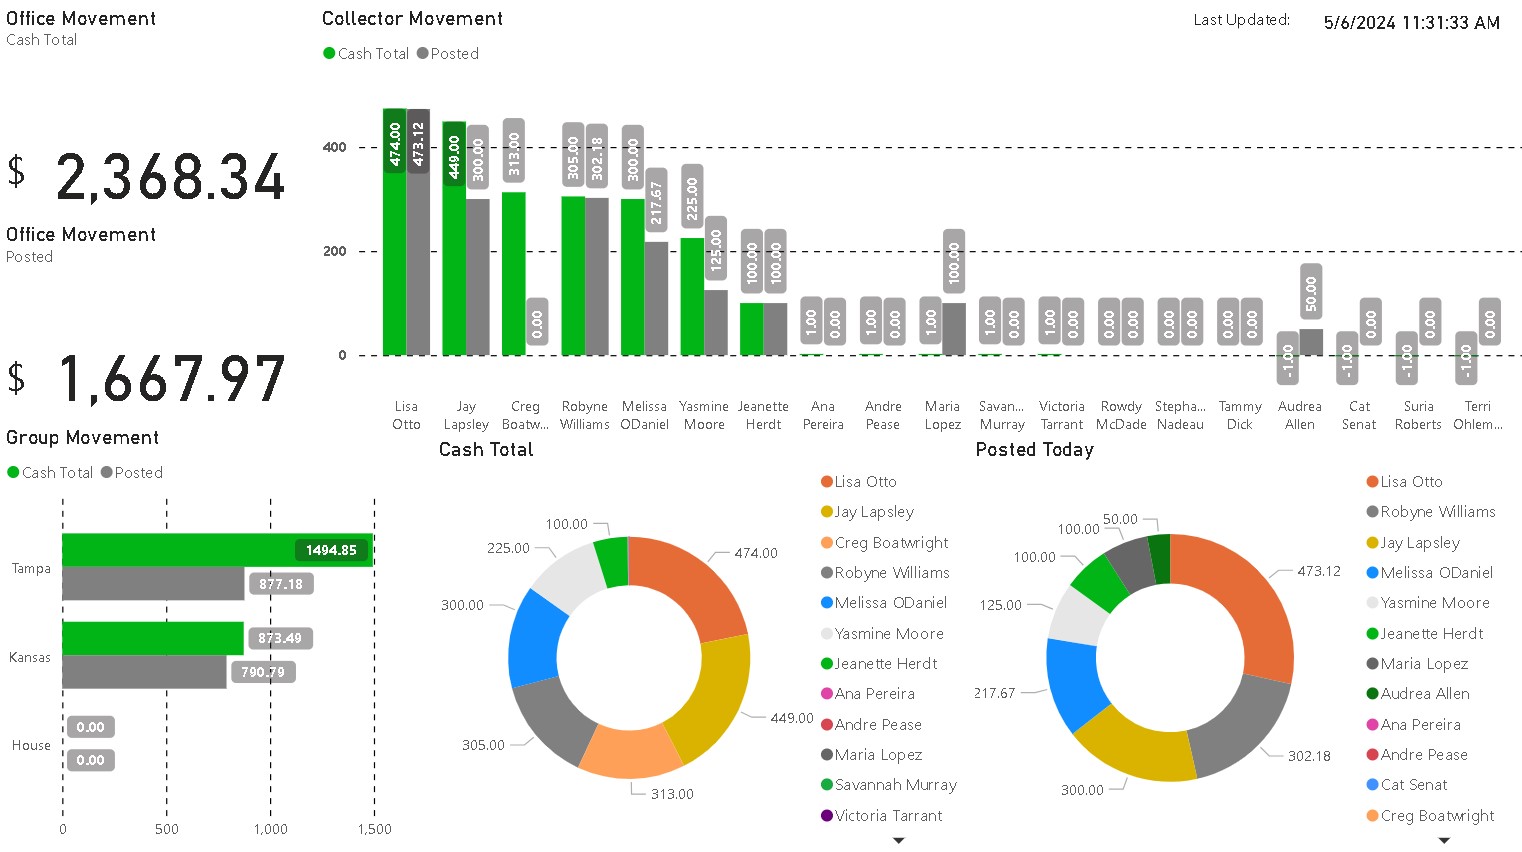 Office Movement
Cash Total
$ 2,368.34
Office Movement
Posted
$ 1,667.97
Collector Movement
Cash Total Posted
Last Updated: 5/6/2024 11:31:33 AM
400
200
0
474.00 473.12
449.00 300.00
313.00 0.00
305.00 302.18
300.00 217.67
225.00 125.00
100.00 100.00
1.00 0.00
1.00 0.00
1.00 100.00
1.00 0.00
1.00 0.00
0.00 0.00
0.00 0.00
0.00 0.00
-1.00 50.00
-1.00 0.00
-1.00 0.00
-1.00 0.00
Lisa Otto
Jay Lapsley
Creg Boatw...
Robyne Williams
Melissa ODaniel
Yasmine Moore
Jeanette Herdt
Ana Pereira
Andre Pease
Maria Lopez
Savan... Murray
Victoria Tarrant
Rowdy McDade
Stepha... Nadeau
Tammy Dick
Audrea Allen
Cat Senat
Suria Roberts
Terri Ohlem...
Group Movement
Cash Total Posted
Tampa
1494.85
877.18
Kansas
873.49
790.79
House
0.00
0.00
0 500 1,000 1,500
Cash Total
474.00
449.00
313.00
305.00
300.00
225.00
100.00
Lisa Otto
Jay Lapsley
Creg Boatwright
Robyne Williams
Melissa ODaniel
Yasmine Moore
Jeanette Herdt
Ana Pereira
Andre Pease
Maria Lopez
Savannah Murray
Victoria Tarrant
Posted Today
473.12
302.18
300.00
217.67
125.00
100.00
100.00
50.00
Lisa Otto
Robyne Williams
Jay Lapsley
Melissa ODaniel
Yasmine Moore
Jeanette Herdt
Maria Lopez
Audrea Allen
Ana Pereira
Andre Pease
Cat Senat
Creg Boatwright